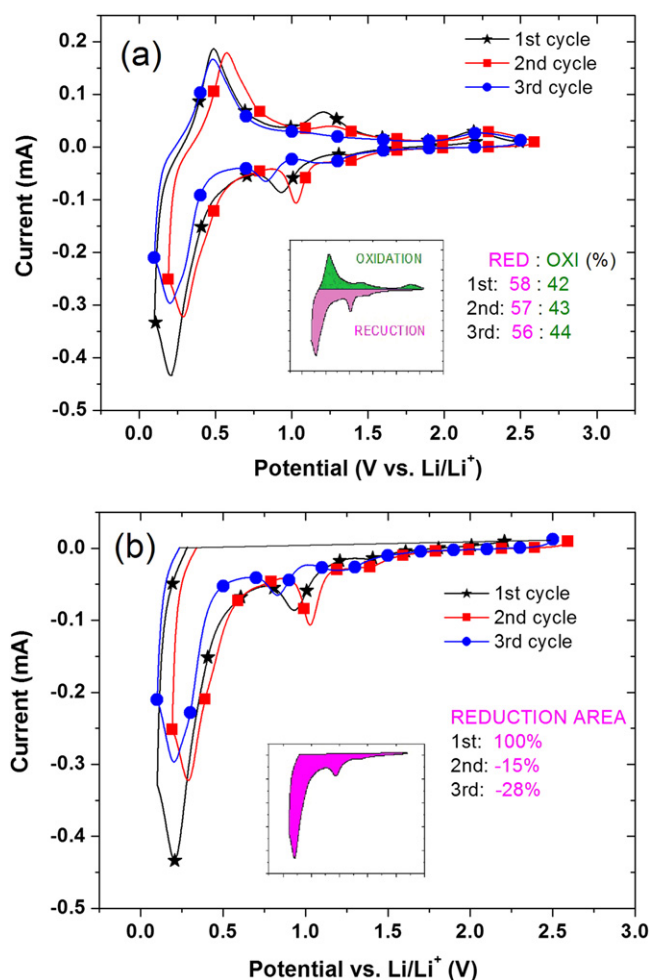 (a)
1st cycle
2nd cycle
3rd cycle
0.2
0.1
0.0
-0.1
-0.2
-0.3
-0.4
-0.5
Current (mA)
OXIDATION
RECUCTION
RED : OXI (%)
1st: 58 : 42
2nd: 57 : 43
3rd: 56 : 44
0.0 0.5 1.0 1.5 2.0 2.5 3.0
Potential (V vs. Li/Li+)
(b)
1st cycle
2nd cycle
3rd cycle
0.0
-0.1
-0.2
-0.3
-0.4
-0.5
Current (mA)
REDUCTION AREA
1st: 100%
2nd: -15%
3rd: -28%
0.0 0.5 1.0 1.5 2.0 2.5 3.0
Potential vs. Li/Li+ (V)